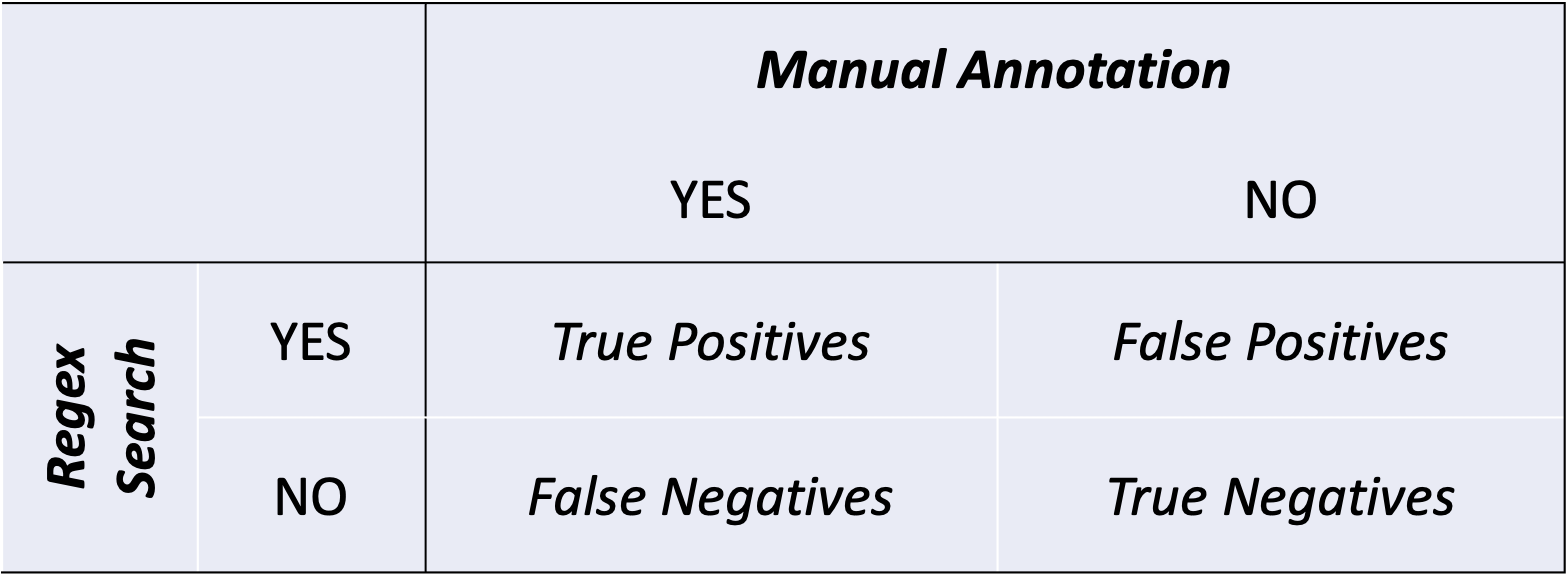 Manual Annotation
YES NO
Regex
Search
YES True Positives False Positives
NO False Negatives True Negatives